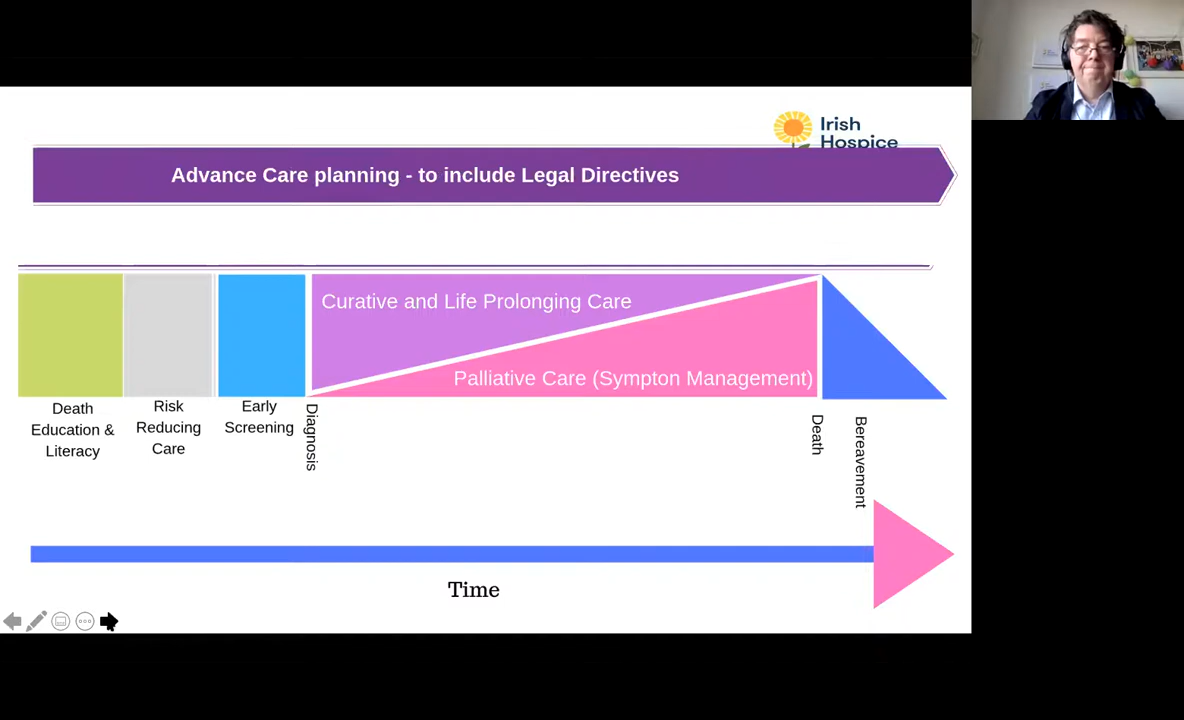 Irish
Hospice
Advance Care planning - to include Legal Directives
Curative and Life Prolonging Care
Palliative Care (Sympton Management)
Death
Education &
Literacy
Risk
Reducing
Care
Early
Screening
Diagnosis
Death
Bereavement
Time